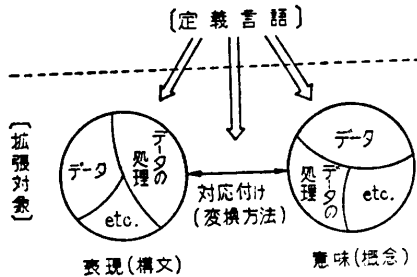 〔定義言語〕
〔拡張対象〕
データ
データの
処理
etc.
対応付け
(変換方法)
データ
データの
処理
etc.
表現(構文)
意味(概念)